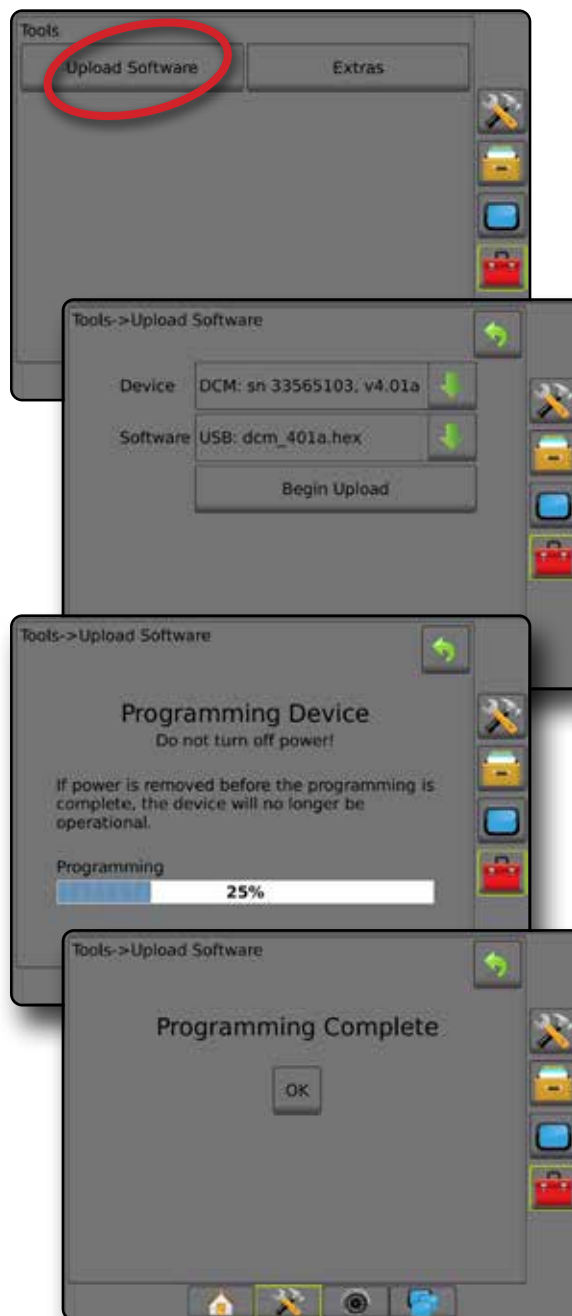 Tools
Upload Software Extras
Tools->Upload Software
Device DCM: sn 33565103, v4.01a
Software USB: dcm_401a.hex
Begin Upload
Tools->Upload Software
Programming Device
Do not turn off power!
If power is removed before the programming is
complete, the device will no longer be
operational.
Programming
25%
Tools->Upload Software
Programming Complete
OK